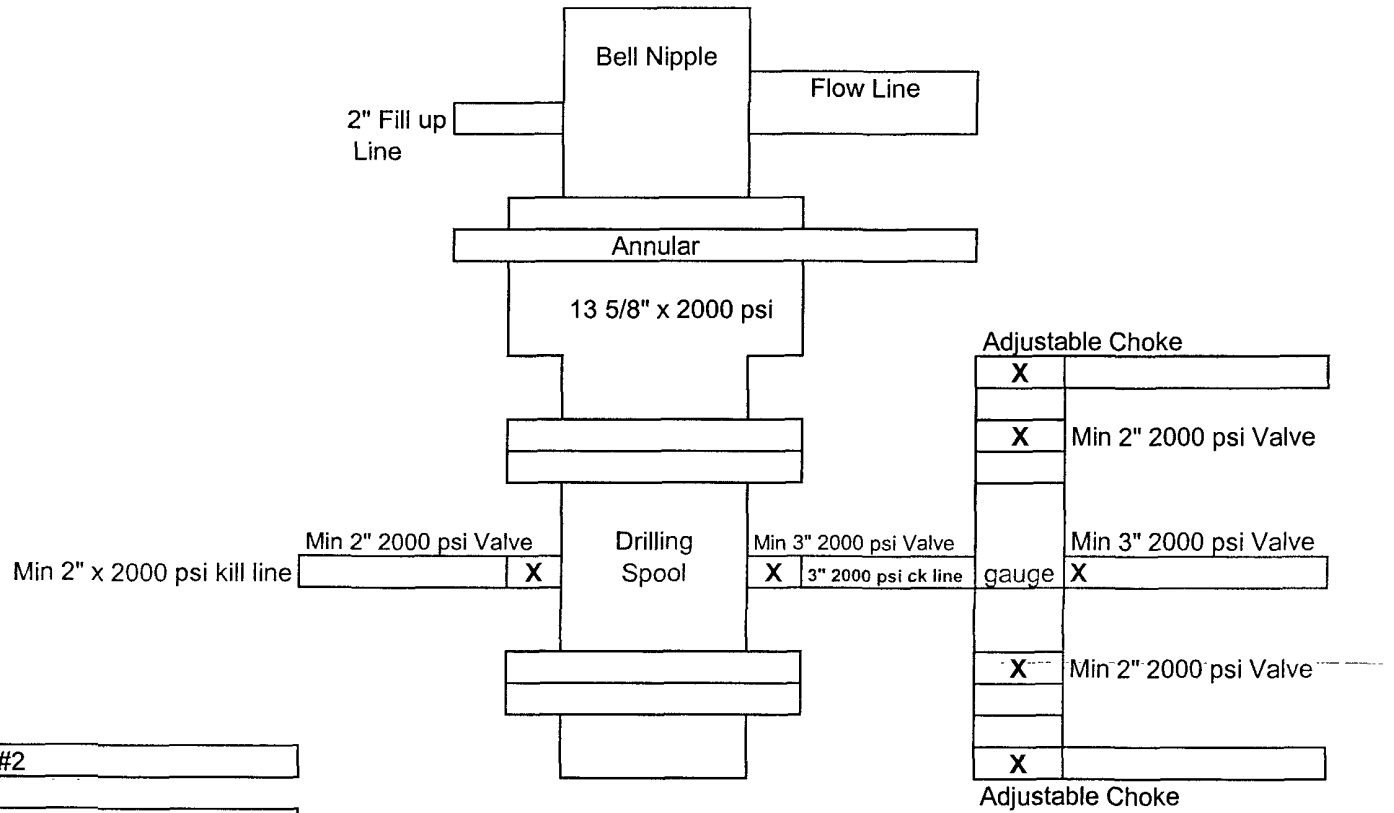 Bell Nipple
Flow Line
2" Fill up
Line
Annular
13 5/8" x 2000 psi
Adjustable Choke
X
X Min 2" 2000 psi Valve
Min 2" 2000 psi Valve
Drilling
Spool
Min 3" 2000 psi Valve
Min 3" 2000 psi Valve
Min 2" x 2000 psi kill line
X
X
3" 2000 psi ck line
gauge
X
X Min 2" 2000 psi Valve
#2
X
Adjustable Choke